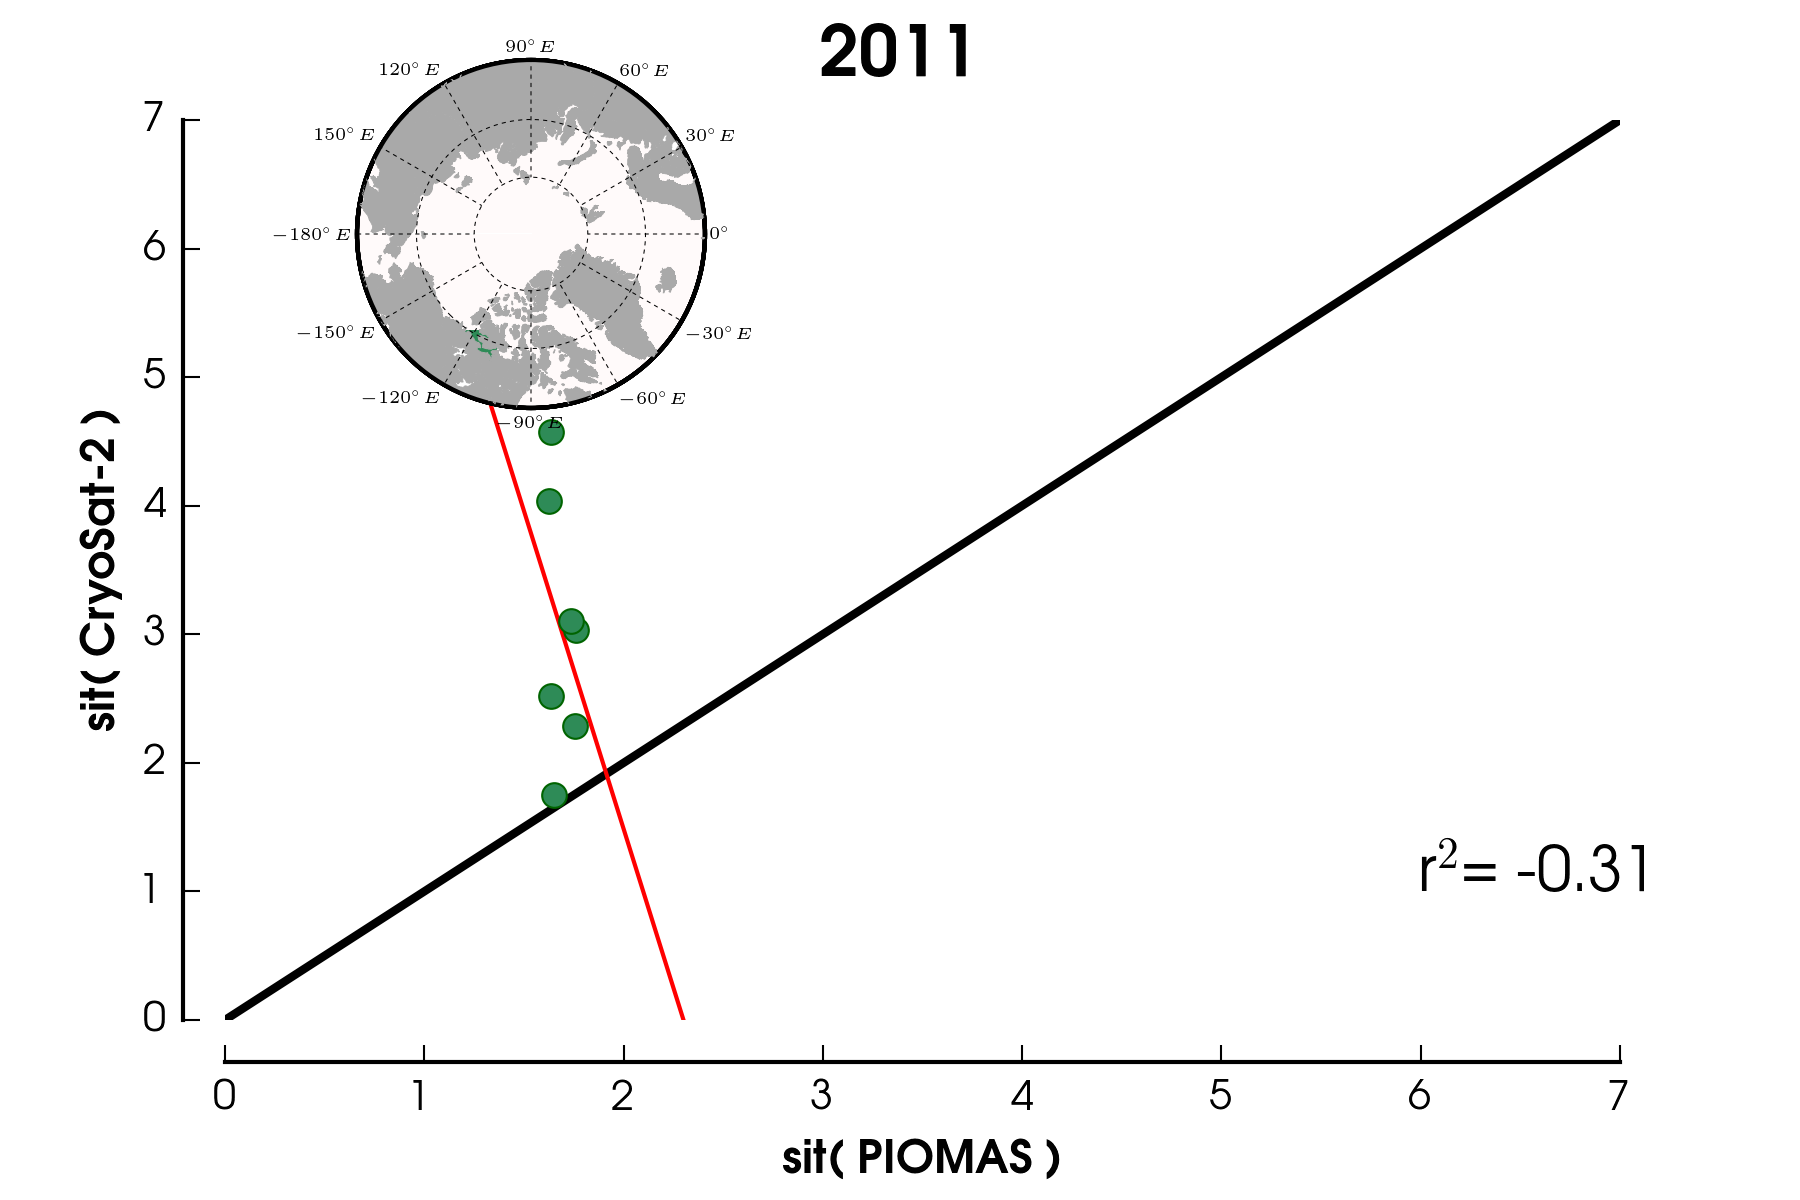 2011
90° E
120° E
60° E
150° E
30° E
−180° E
0°
−150° E
−30° E
−120° E
−60° E
−90° E
7
6
5
4
3
2
1
0
sit( CryoSat-2 )
r²= -0.31
0 1 2 3 4 5 6 7
sit( PIOMAS )